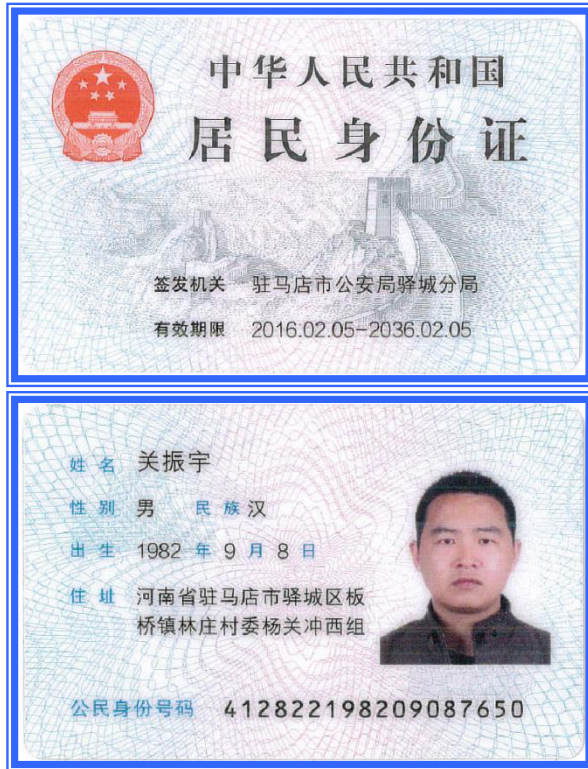 中华人民共和国
居民身份证
签发机关 驻马店市公安局驿城分局
有效期限 2016.02.05-2036.02.05
姓名 关振宇
性别 男 民族 汉
出生 1982 年 9 月 8 日
住址 河南省驻马店市驿城区板
桥镇林庄村委杨关冲西组
公民身份号码 412822198209087650